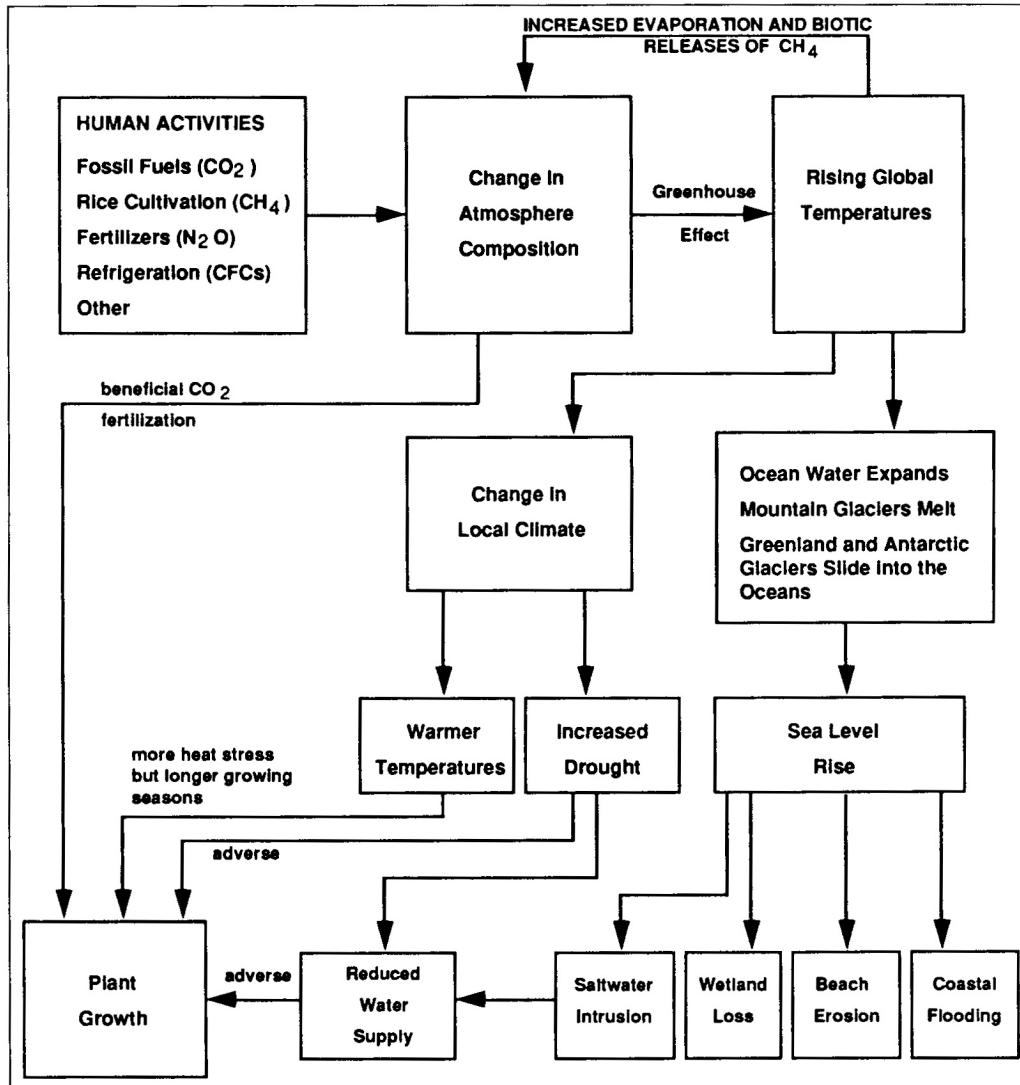 INCREASED EVAPORATION AND BIOTIC
RELEASES OF CH4
HUMAN ACTIVITIES
Fossil Fuels (CO2)
Rice Cultivation (CH4)
Fertilizers (N2O)
Refrigeration (CFCs)
Other
Change In
Atmosphere
Composition
Greenhouse
Effect
Rising Global
Temperatures
beneficial CO2
fertilization
Change In
Local Climate
Ocean Water Expands
Mountain Glaciers Melt
Greenland and Antarctic
Glaciers Slide into the
Oceans
Warmer
Temperatures
Increased
Drought
Sea Level
Rise
more heat stress
but longer growing
seasons
adverse
Plant
Growth
adverse
Reduced
Water
Supply
Saltwater
Intrusion
Wetland
Loss
Beach
Erosion
Coastal
Flooding